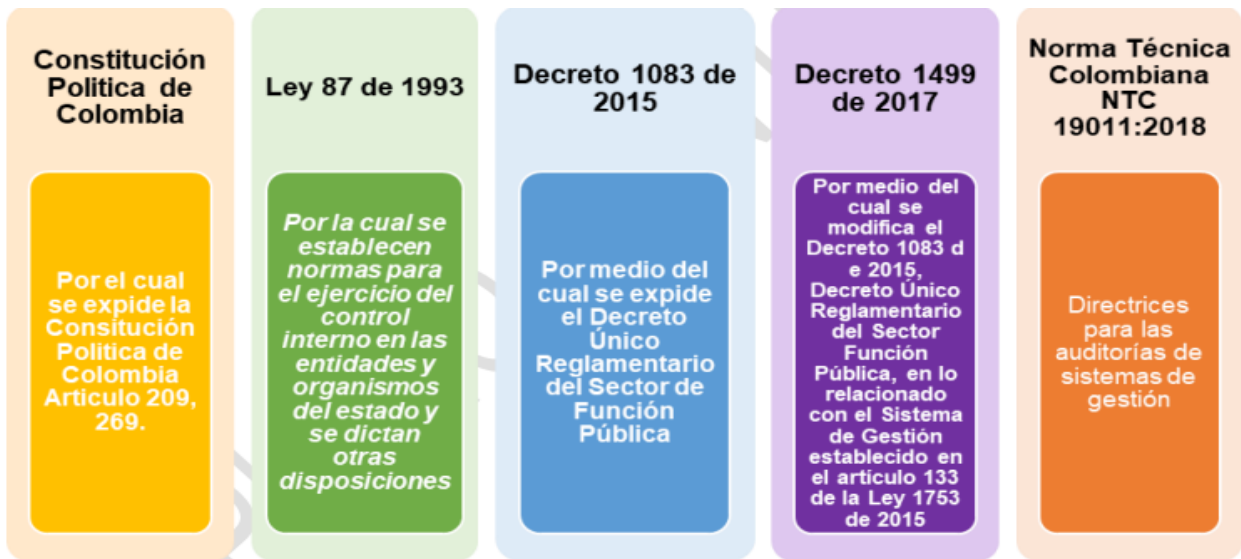 Constitución
Politica de
Colombia
Por el cual
se expide la
Consitución
Politica de
Colombia
Articulo 209,
269.
Ley 87 de 1993
Por la cual se
establecen
normas para
el ejercicio del
control
interno en las
entidades y
organismos
del estado y
se dictan
otras
disposiciones
Decreto 1083 de
2015
Por medio del
cual se expide
el Decreto
Único
Reglamentario
del Sector de
Función
Pública
Decreto 1499
de 2017
Por medio del
cual se
modifica el
Decreto 1083 d
e 2015,
Decreto Único
Reglamentario
del Sector
Función
Pública, en lo
relacionado
con el Sistema
de Gestión
establecido en
el artículo 133
de la Ley 1753
de 2015
Norma Técnica
Colombiana
NTC
19011:2018
Directrices
para las
auditorías de
sistemas de
gestión